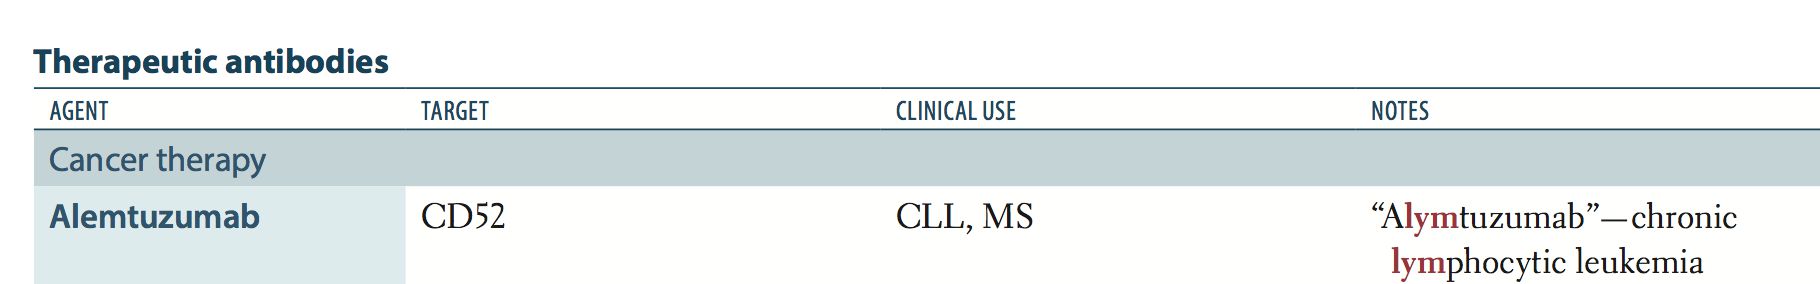 Therapeutic antibodies
AGENT TARGET CLINICAL USE NOTES
Cancer therapy
Alemtuzumab CD52 CLL, MS “Alymtuzumab”—chronic
lymphocytic leukemia